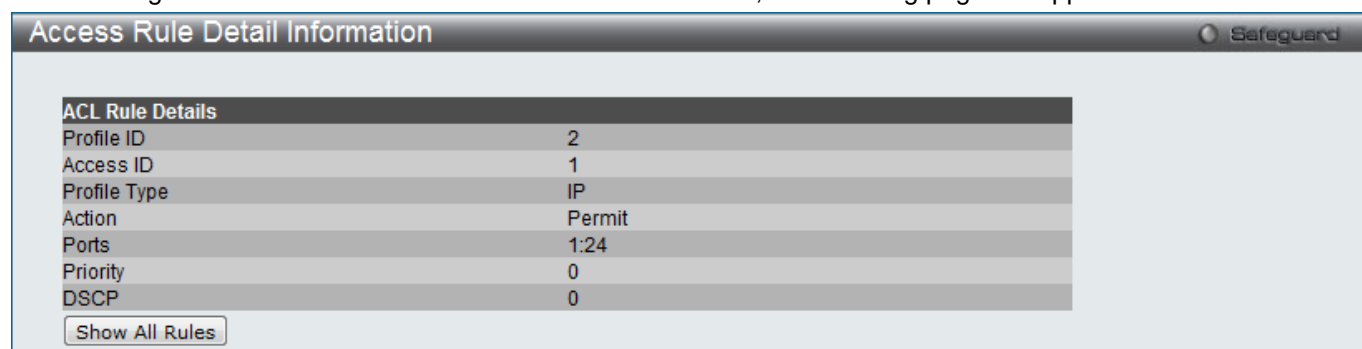 Access Rule Detail Information Safeguard
ACL Rule Details
Profile ID 2
Access ID 1
Profile Type IP
Action Permit
Ports 1:24
Priority 0
DSCP 0
Show All Rules